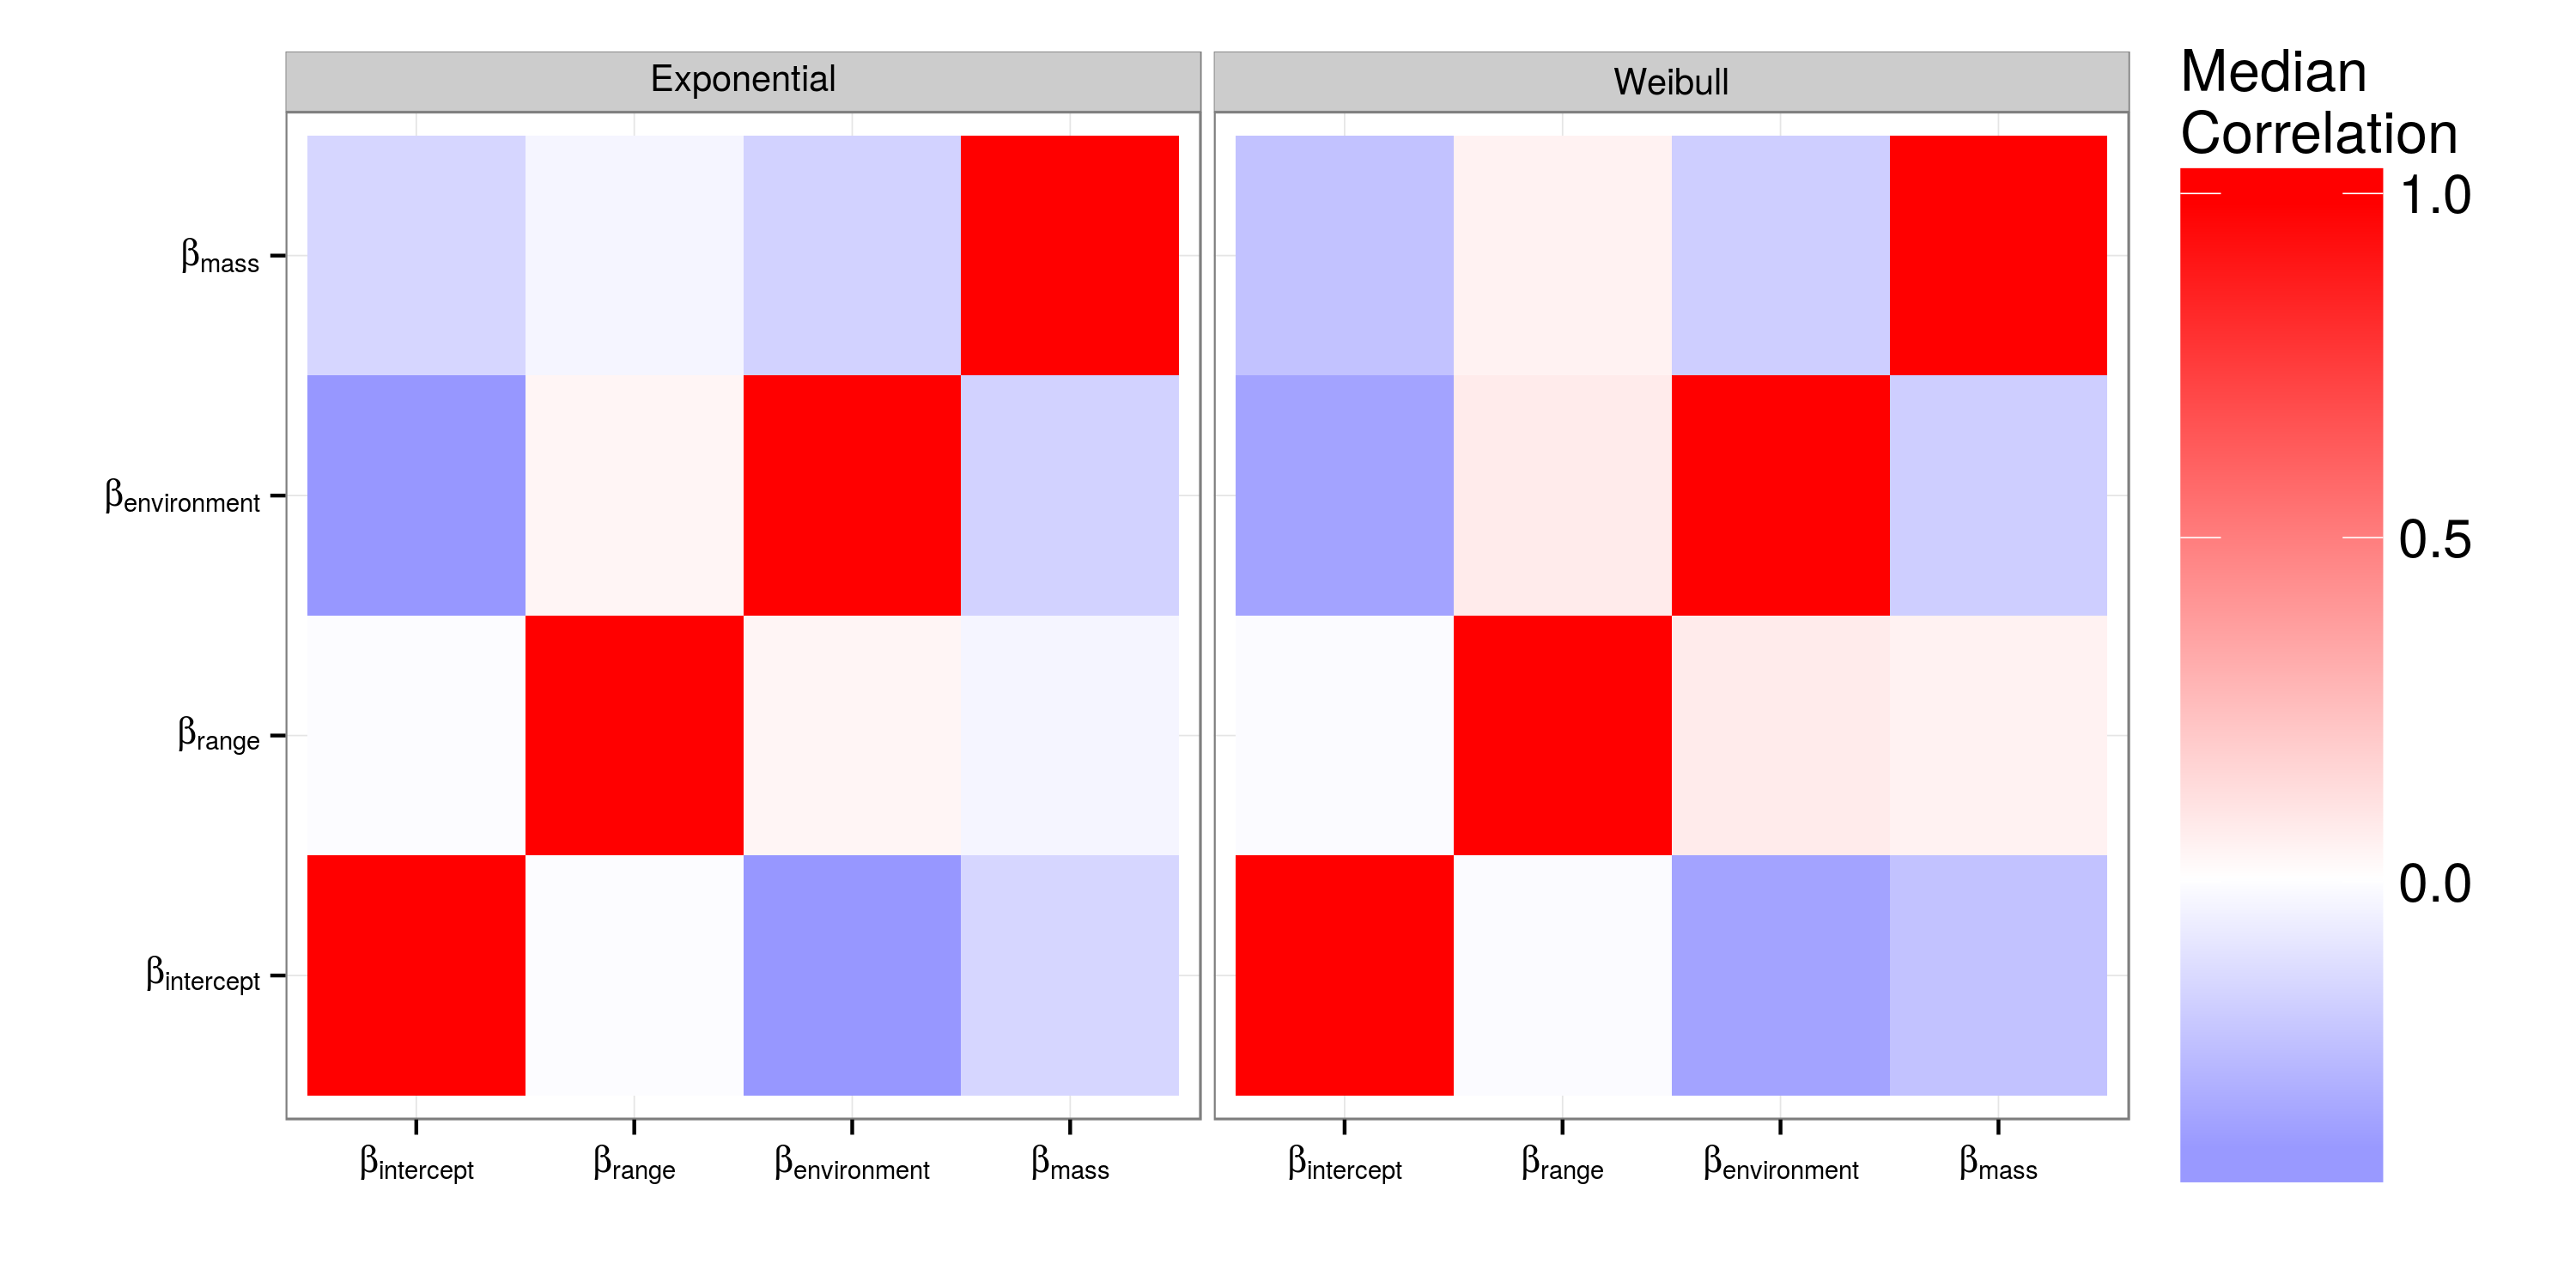 Exponential
Weibull
Median
Correlation
1.0
0.5
0.0
βmass
βenvironment
βrange
βintercept
βintercept βrange βenvironment βmass
βintercept βrange βenvironment βmass